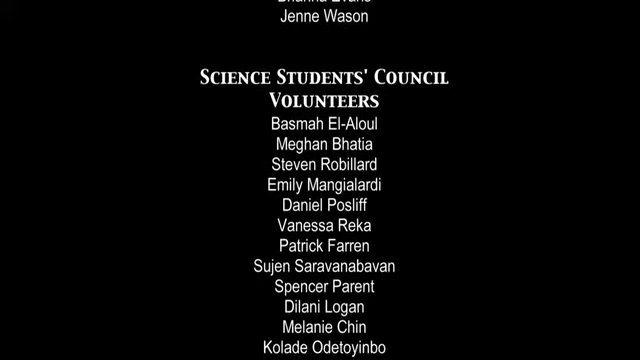 Jenne Wason
SCIENCE STUDENTS' COUNCIL
VOLUNTEERS
Basmah El-Aloul
Meghan Bhatia
Steven Robillard
Emily Mangialardi
Daniel Posliff
Vanessa Reka
Patrick Farren
Sujen Saravanabavan
Spencer Parent
Dilani Logan
Melanie Chin
Kolade Odetoyinbo